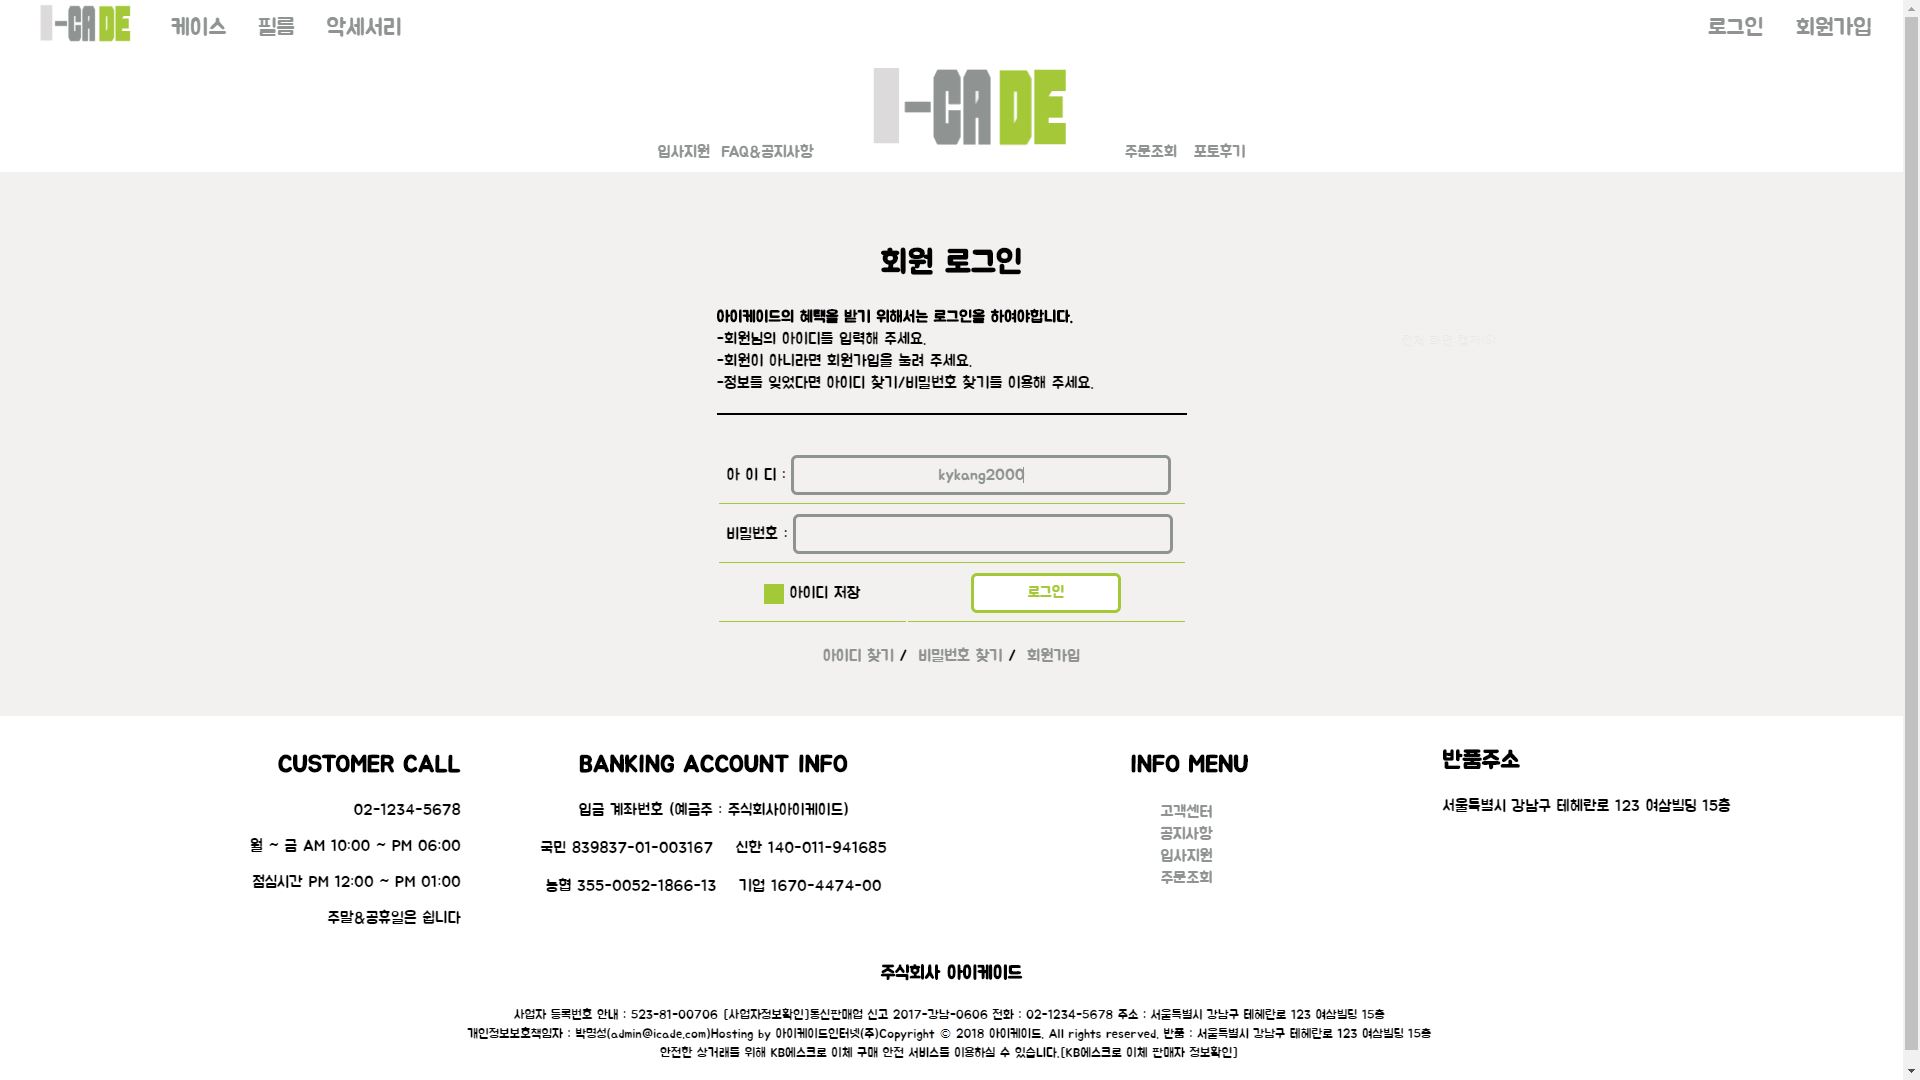 I-CADE 케이스 필름 악세서리 로그인 회원가입
I-CADE
입사지원 FAQ&공지사항 주문조회 포토후기
회원 로그인
아이케이드의 혜택을 받기 위해서는 로그인을 하여야합니다.
-회원님의 아이디를 입력해 주세요.
-회원이 아니라면 회원가입을 눌러 주세요.
-정보를 잊었다면 아이디 찾기/비밀번호 찾기를 이용해 주세요.
아 이 디 : kykang2000
비밀번호 :
아이디 저장 로그인
아이디 찾기 / 비밀번호 찾기 / 회원가입
CUSTOMER CALL
02-1234-5678
월 ~ 금 AM 10:00 ~ PM 06:00
점심시간 PM 12:00 ~ PM 01:00
주말&공휴일은 쉽니다
BANKING ACCOUNT INFO
입금 계좌번호 (예금주 : 주식회사아이케이드)
국민 839837-01-003167 신한 140-011-941685
농협 355-0052-1866-13 기업 1670-4474-00
INFO MENU
고객센터
공지사항
입사지원
주문조회
반품주소
서울특별시 강남구 테헤란로 123 여삼빌딩 15층
주식회사 아이케이드
사업자 등록번호 안내 : 523-81-00706 [사업자정보확인]통신판매업 신고 2017-강남-0606 전화 : 02-1234-5678 주소 : 서울특별시 강남구 테헤란로 123 여삼빌딩 15층
개인정보보호책임자 : 박명성(admin@icade.com)Hosting by 아이케이드인터넷(주)Copyright © 2018 아이케이드. All rights reserved. 반품 : 서울특별시 강남구 테헤란로 123 여삼빌딩 15층
안전한 상거래를 위해 KB에스크로 이체 구매 안전 서비스를 이용하실 수 있습니다.[KB에스크로 이체 판매자 정보확인]